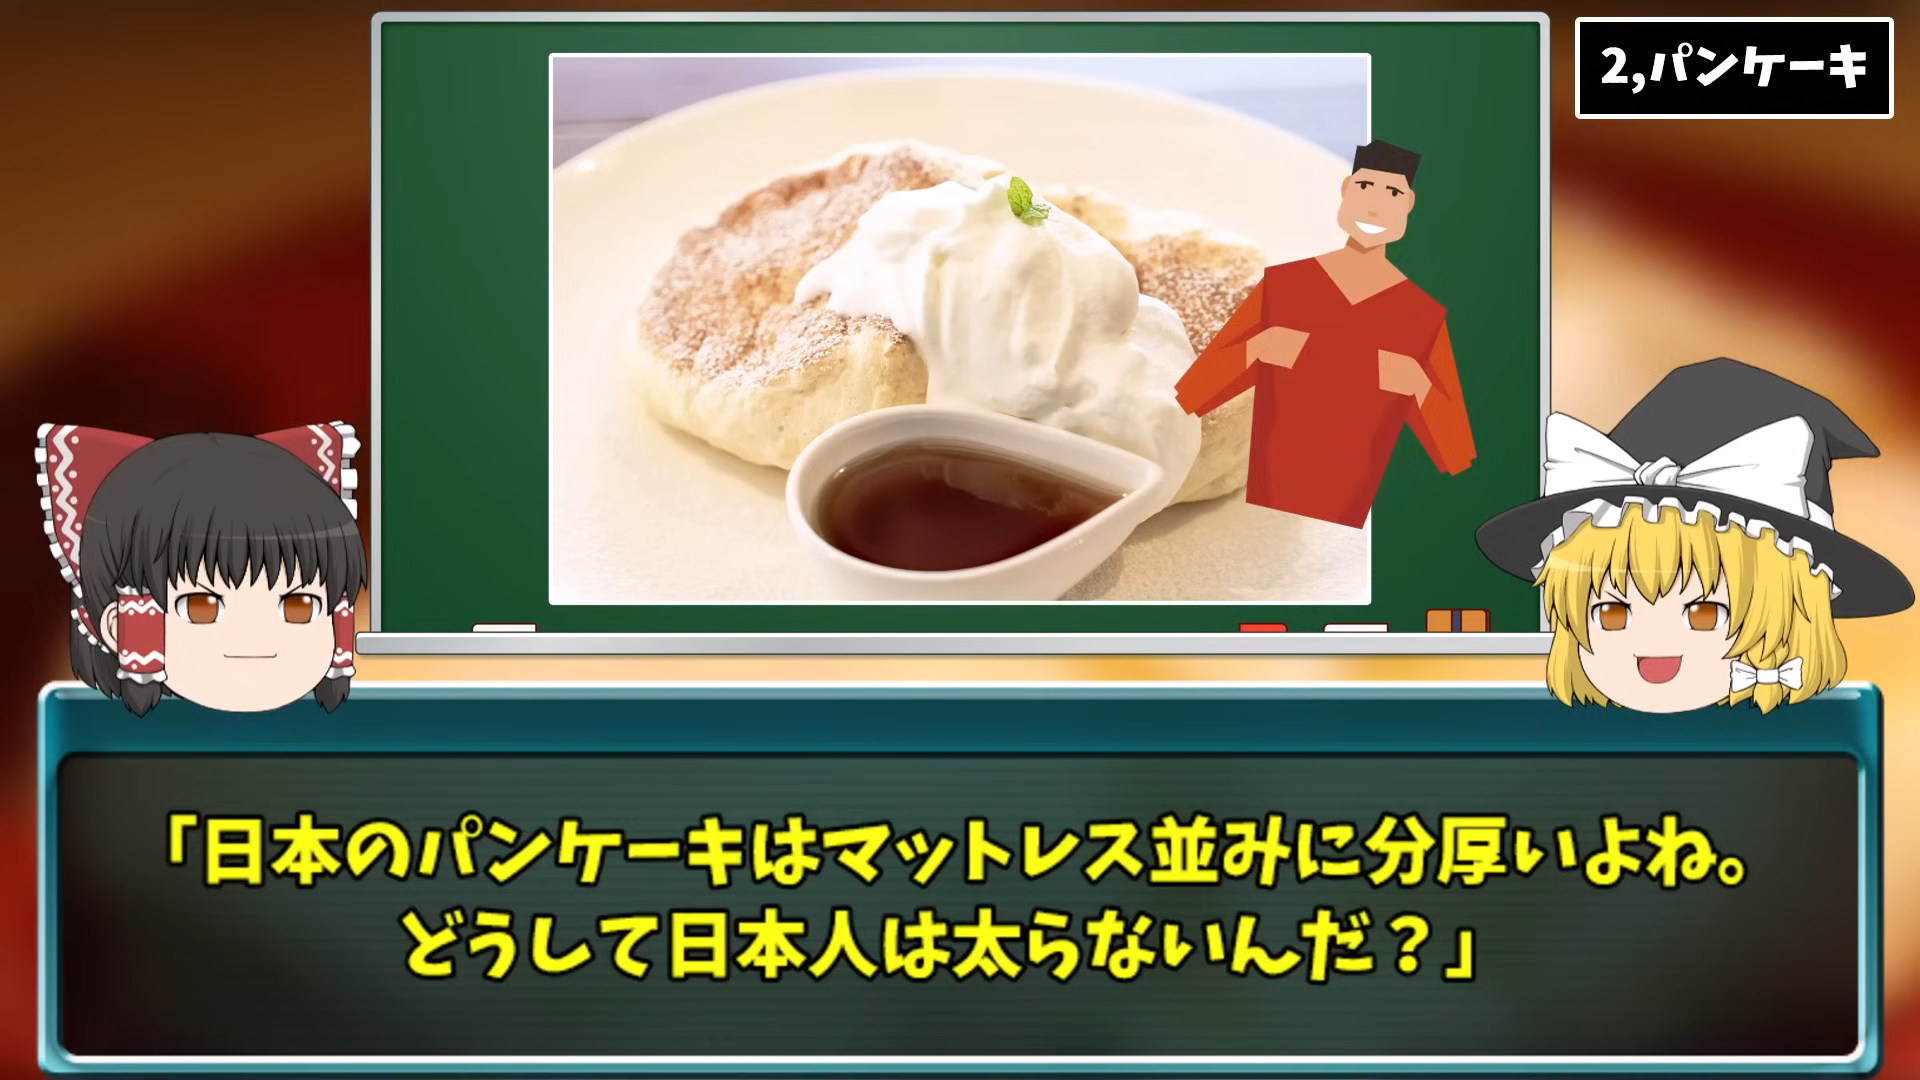 2,パンケーキ
「日本のパンケーキはマットレス並みに分厚いよね。
どうして日本人は太らないんだ？」